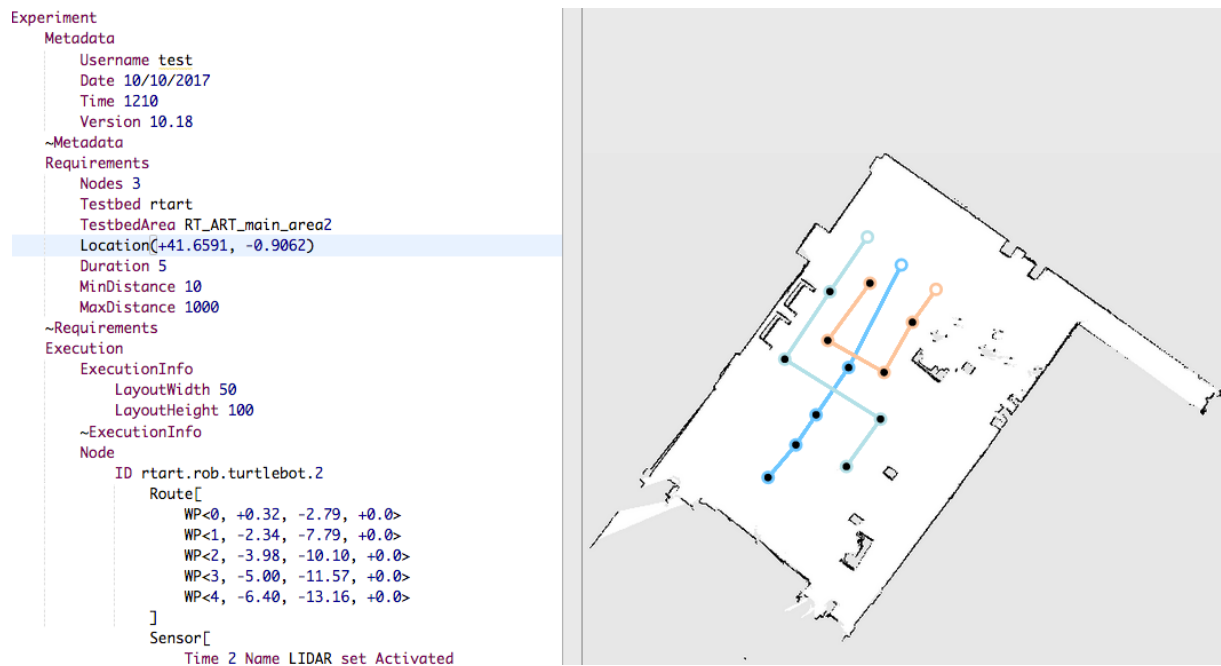 Experiment
Metadata
Username test
Date 10/10/2017
Time 1210
Version 10.18
~Metadata
Requirements
Nodes 3
Testbed rtart
TestbedArea RT_ART_main_area2
Location(+41.6591, -0.9062)
Duration 5
MinDistance 10
MaxDistance 1000
~Requirements
Execution
ExecutionInfo
LayoutWidth 50
LayoutHeight 100
~ExecutionInfo
Node
ID rtart.rob.turtlebot.2
Route[
WP<0, +0.32, -2.79, +0.0>
WP<1, -2.34, -7.79, +0.0>
WP<2, -3.98, -10.10, +0.0>
WP<3, -5.00, -11.57, +0.0>
WP<4, -6.40, -13.16, +0.0>
]
Sensor[
Time 2 Name LIDAR set Activated